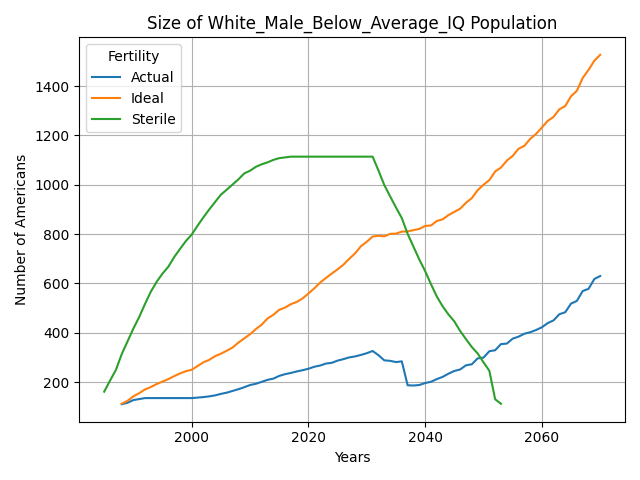 Size of White_Male_Below_Average_IQ Population
Fertility
Actual
Ideal
Sterile
Number of Americans
1400
1200
1000
800
600
400
200
2000
2020
2040
2060
Years